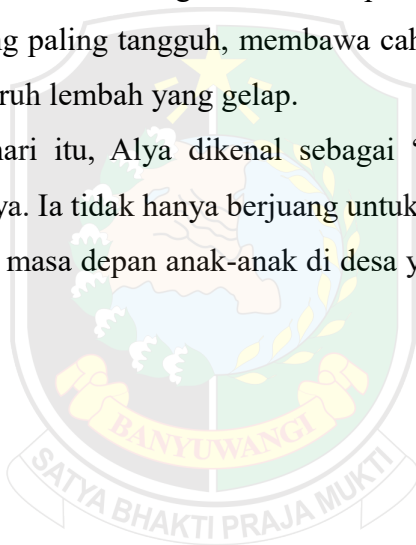 ng paling tangguh, membawa cah
ruh lembah yang gelap.
hari itu, Alya dikenal sebagai
ya. Ia tidak hanya berjuang untuk
masa depan anak-anak di desa y
BANYUWANGI
SATYA BHAKTI PRAJA MUKTI